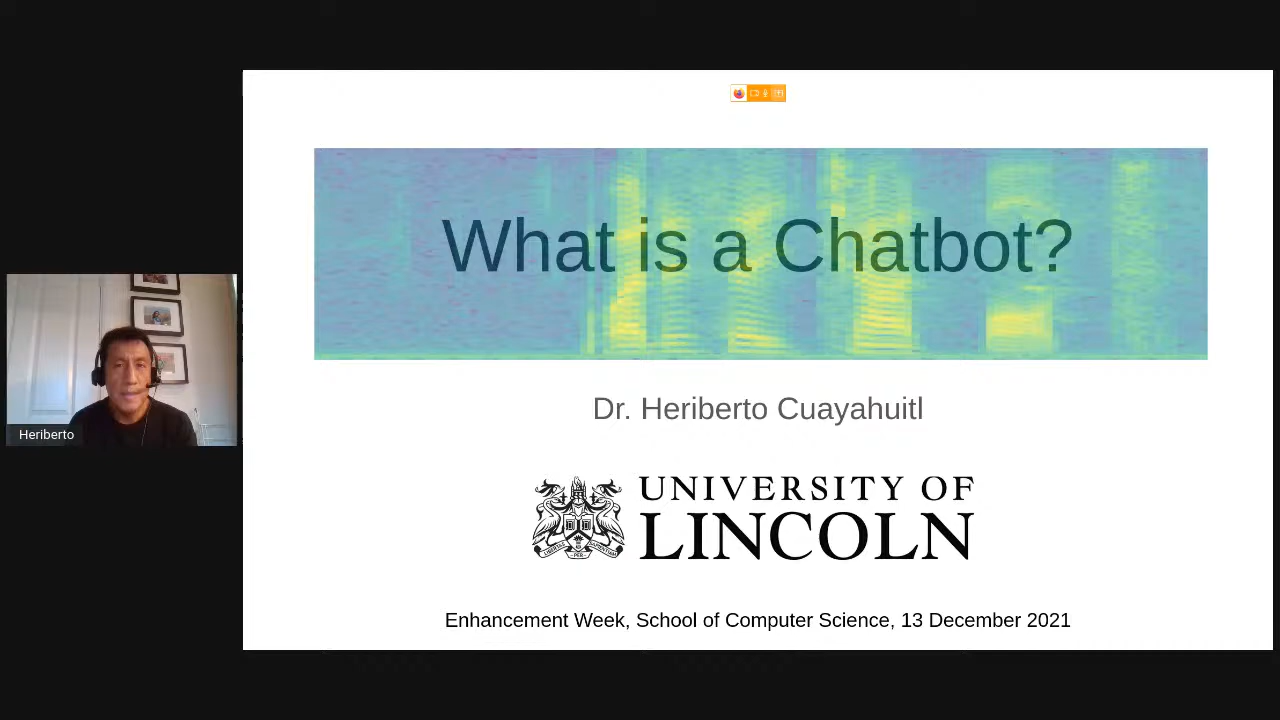 What is a Chatbot?
Dr. Heriberto Cuayahuitl
UNIVERSITY OF
LINCOLN
Enhancement Week, School of Computer Science, 13 December 2021
Heriberto